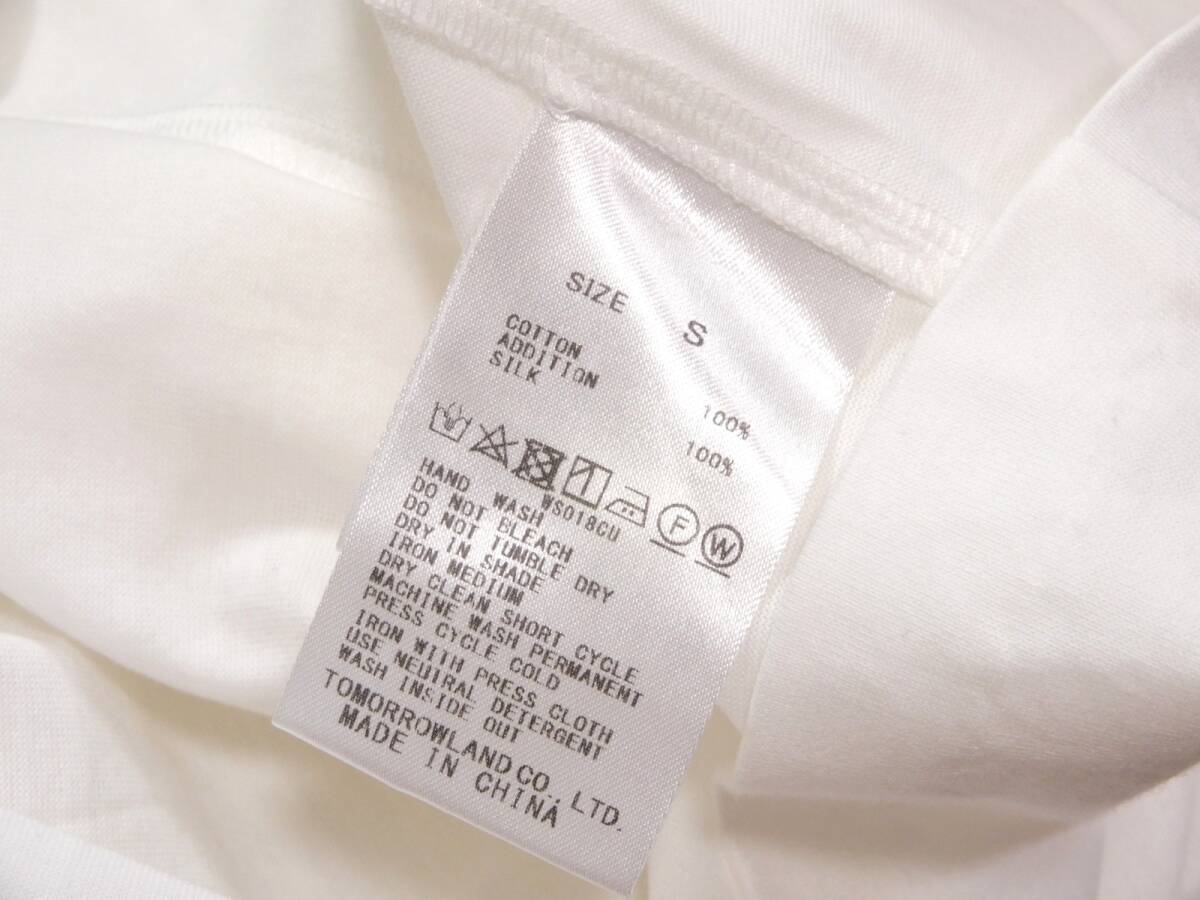 SIZE S
COTTON 100%
ADDITION
SILK 100%
F W
WS018CU
HAND WASH
DO NOT BLEACH
DO NOT TUMBLE DRY
DRY IN SHADE
IRON MEDIUM
DRY CLEAN SHORT CYCLE
MACHINE WASH PERMANENT
PRESS CYCLE COLD
IRON WITH PRESS CLOTH
USE NEUTRAL DETERGENT
WASH INSIDE OUT
TOMORROWLAND CO., LTD.
MADE IN CHINA